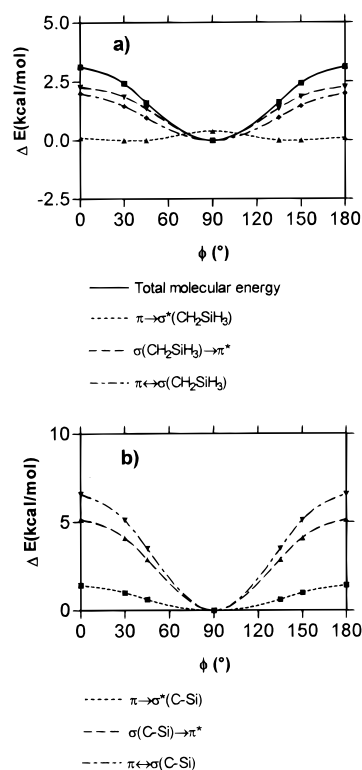 a)
Δ E(kcal/mol)
5.0
2.5
0.0
-2.5
0 30 60 90 120 150 180
ϕ (°)
Total molecular energy
π→σ*(CH₂SiH₃)
σ(CH₂SiH₃)→π*
π↔σ(CH₂SiH₃)
b)
Δ E(kcal/mol)
10
5
0
0 30 60 90 120 150 180
ϕ (°)
π→σ*(C-Si)
σ(C-Si)→π*
π↔σ(C-Si)